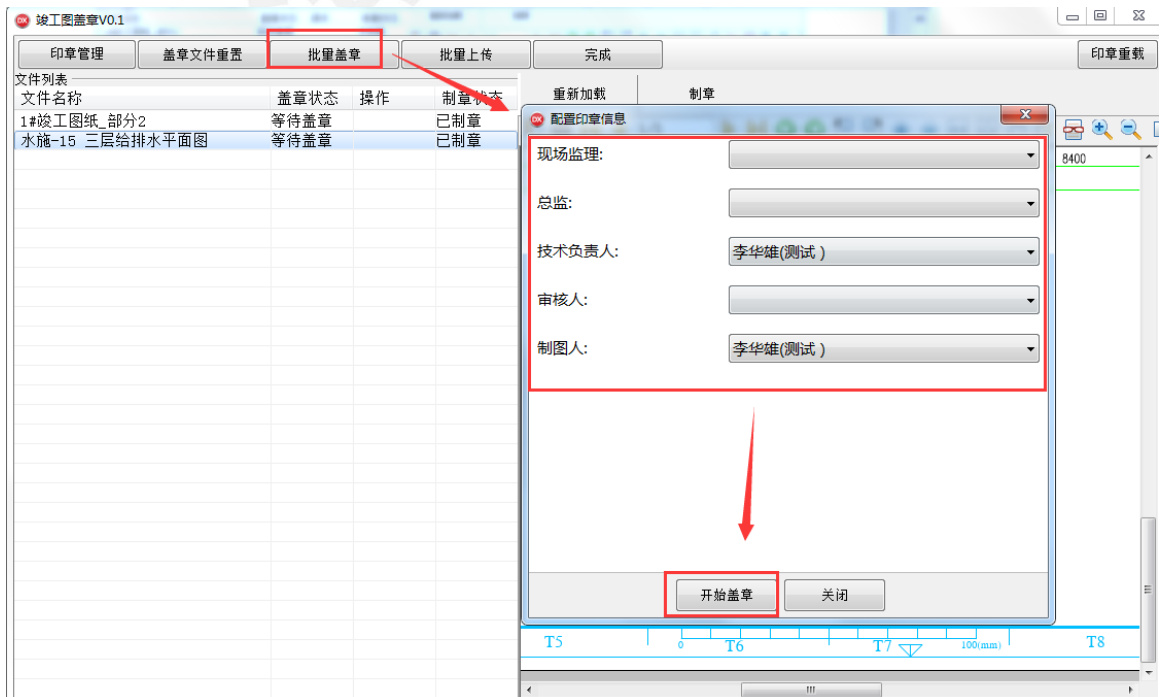 竣工图盖章V0.1
印章管理 盖章文件重置 批量盖章 批量上传 完成 印章重载
文件列表
文件名称 盖章状态 操作 制章状态
重新加载 制章
1#竣工图纸_部分2 等待盖章 已制章
水施-15 三层给排水平面图 等待盖章 已制章
配置印章信息
8400
现场监理:
总监:
技术负责人: 李华雄(测试)
审核人:
制图人: 李华雄(测试)
开始盖章 关闭
T5 0 T6 T7 100(mm) T8